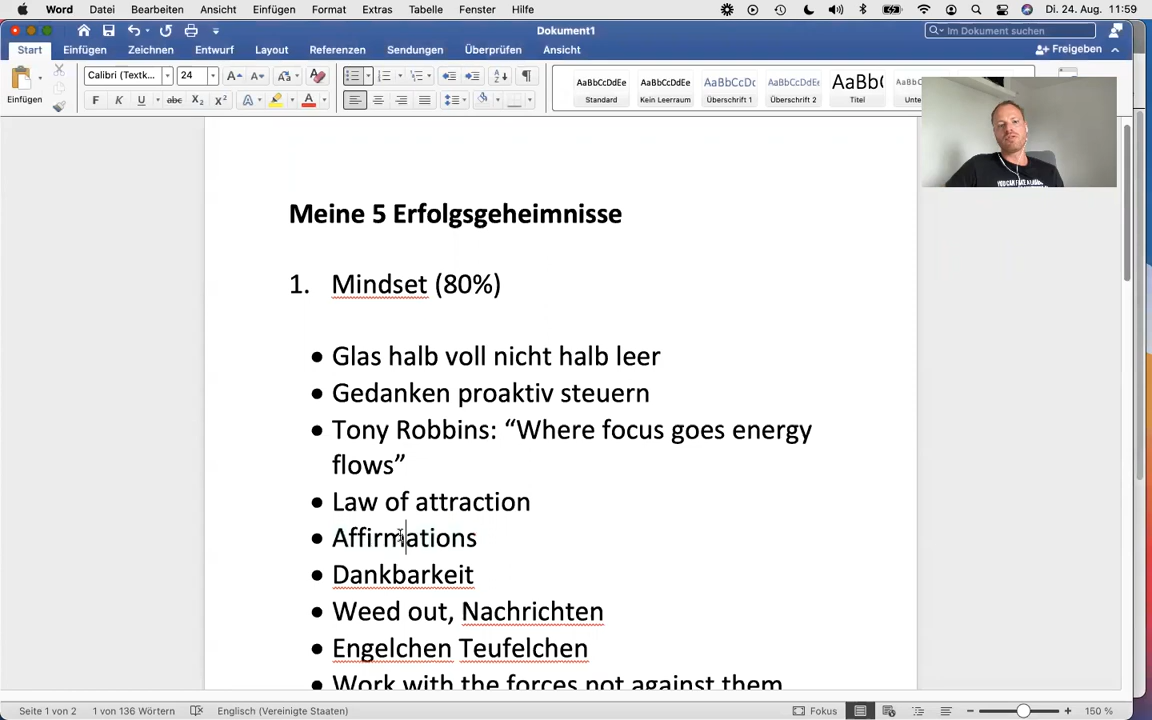 Word Datei Bearbeiten Ansicht Einfügen Format Extras Tabelle Fenster Hilfe Di. 24. Aug. 11:59
Dokument1
Im Dokument suchen
Start Einfügen Zeichnen Entwurf Layout Referenzen Sendungen Überprüfen Ansicht Freigeben
Calibri (Textk... 24
Einfügen
AaBbCcDdEe AaBbCcDdEe AaBbCcDc AaBbCcDdEe AaBb( AaBbC
Standard Kein Leerraum Überschrift 1 Überschrift 2 Titel Unte
Meine 5 Erfolgsgeheimnisse
1. Mindset (80%)
• Glas halb voll nicht halb leer
• Gedanken proaktiv steuern
• Tony Robbins: “Where focus goes energy
flows”
• Law of attraction
• Affirmations
• Dankbarkeit
• Weed out, Nachrichten
• Engelchen Teufelchen
• Work with the forces not against them
Seite 1 von 2 1 von 136 Wörtern Englisch (Vereinigte Staaten) Fokus 150 %